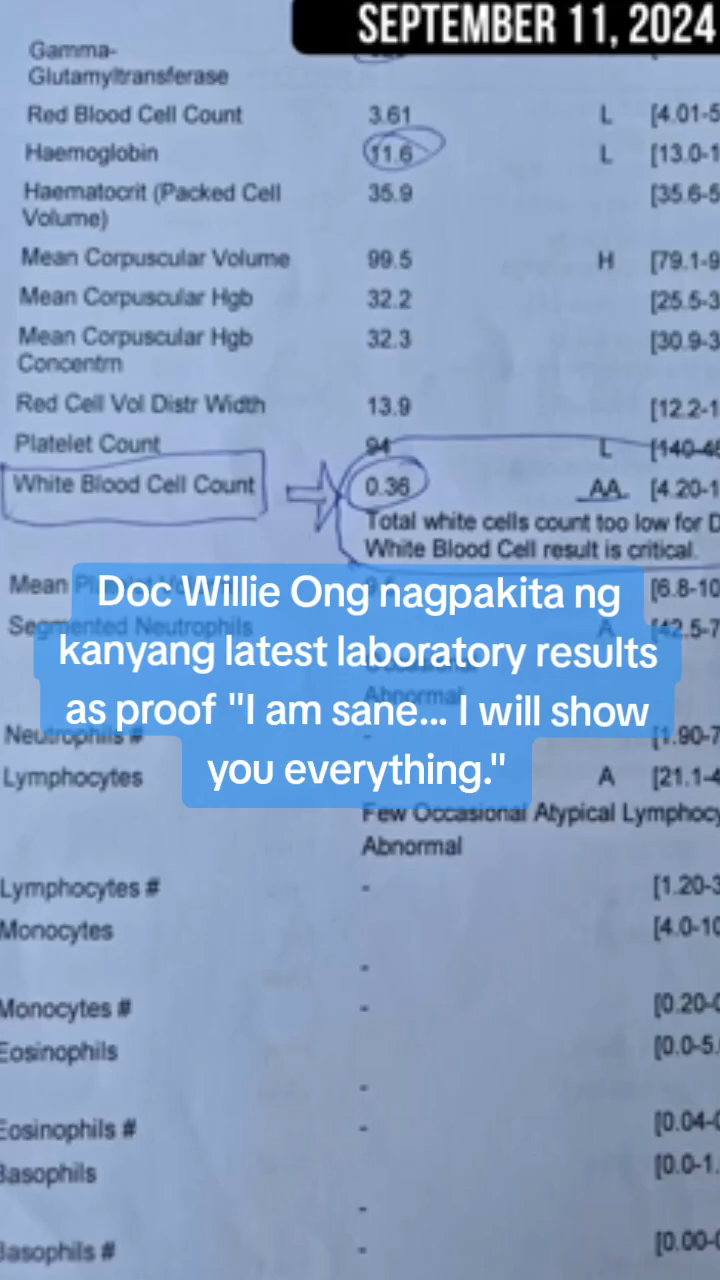 SEPTEMBER 11, 2024
Gamma-
Glutamyltransferase
Red Blood Cell Count 3.61 L [4.01-5
Haemoglobin 11.6 L [13.0-1
Haematocrit (Packed Cell 35.9 [35.6-5
Volume)
Mean Corpuscular Volume 99.5 H [79.1-9
Mean Corpuscular Hgb 32.2 [25.5-3
Mean Corpuscular Hgb 32.3 [30.9-3
Concentrn
Red Cell Vol Distr Width 13.9 [12.2-1
Platelet Count 94 L [140-
White Blood Cell Count 0.36 AA [4.20-1
Total white cells count too low for D
White Blood Cell result is critical.
Mean Platelet Volume [6.8-10
Segmented Neutrophils A [42.5-7
Doc Willie Ong nagpakita ng
kanyang latest laboratory results
as proof "I am sane... I will show
you everything."
Occasional
Abnormal
Neutrophils # - [1.90-7
Lymphocytes A [21.1-4
Few Occasional Atypical Lymphocy
Abnormal
Lymphocytes # - [1.20-3
Monocytes [4.0-10
-
Monocytes # - [0.20-0
Eosinophils [0.0-5.
-
Eosinophils # - [0.04-0
Basophils [0.0-1.
-
Basophils # - [0.00-0